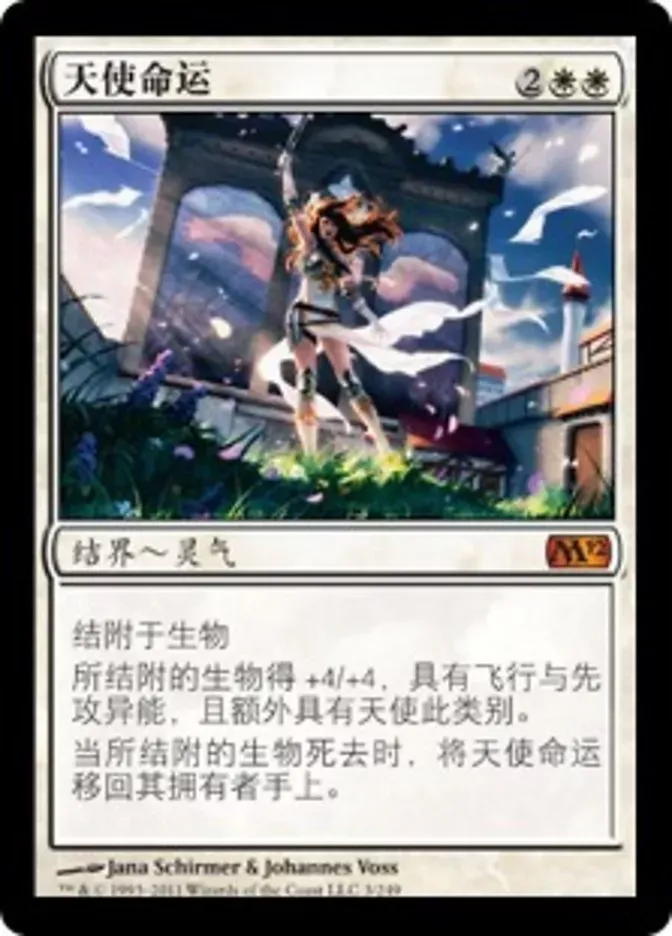 天使命运 2
结界～灵气 M12
结附于生物
所结附的生物得 +4/+4，具有飞行与先
攻异能，且额外具有天使此类别。
当所结附的生物死去时，将天使命运
移回其拥有者手上。
Jana Schirmer & Johannes Voss
™ & © 1993–2011 Wizards of the Coast LLC 3/249